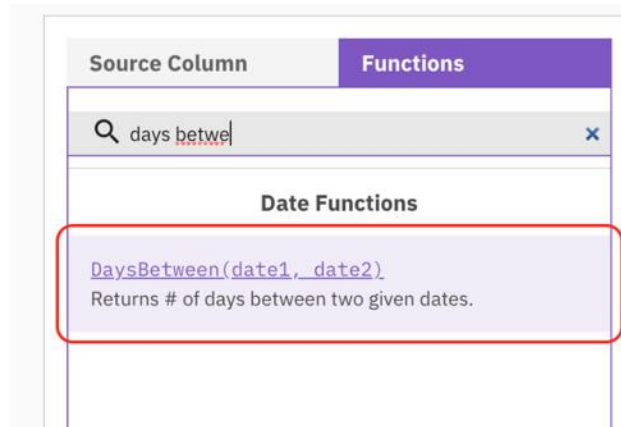 Source Column
Functions
days betwe
Date Functions
DaysBetween(date1, date2)
Returns # of days between two given dates.